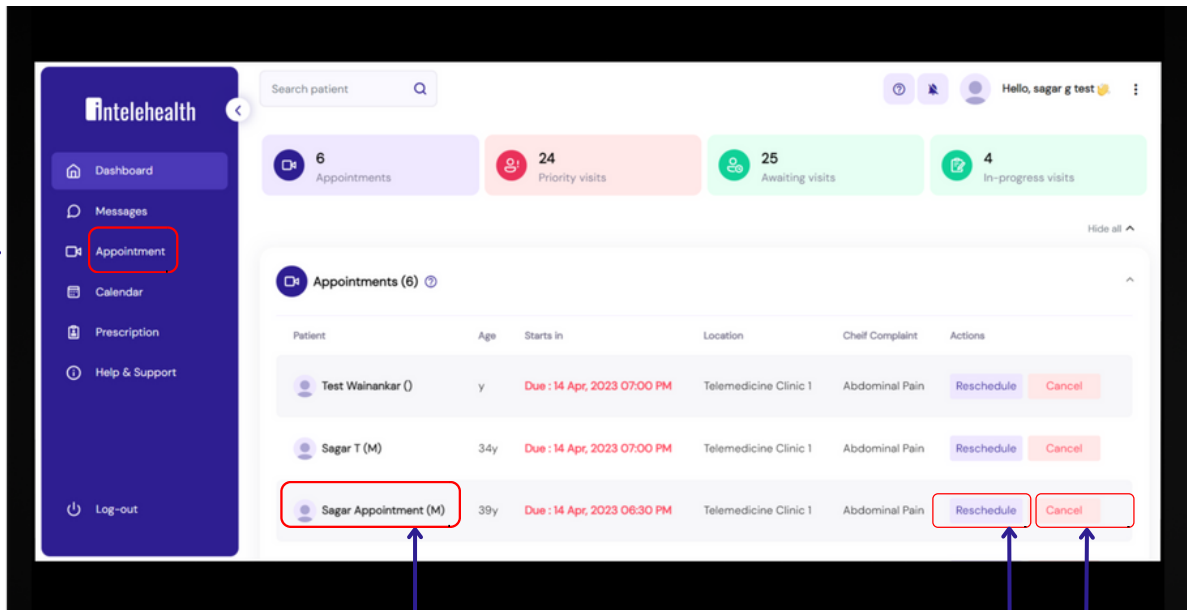 intelehealth
Search patient
Hello, sagar g test
Dashboard
Messages
Appointment
Calendar
Prescription
Help & Support
Log-out
6
Appointments
24
Priority visits
25
Awaiting visits
4
In-progress visits
Hide all
Appointments (6)
Patient Age Starts in Location Cheif Complaint Actions
Test Wainankar () y Due : 14 Apr, 2023 07:00 PM Telemedicine Clinic 1 Abdominal Pain Reschedule Cancel
Sagar T (M) 34y Due : 14 Apr, 2023 07:00 PM Telemedicine Clinic 1 Abdominal Pain Reschedule Cancel
Sagar Appointment (M) 39y Due : 14 Apr, 2023 06:30 PM Telemedicine Clinic 1 Abdominal Pain Reschedule Cancel